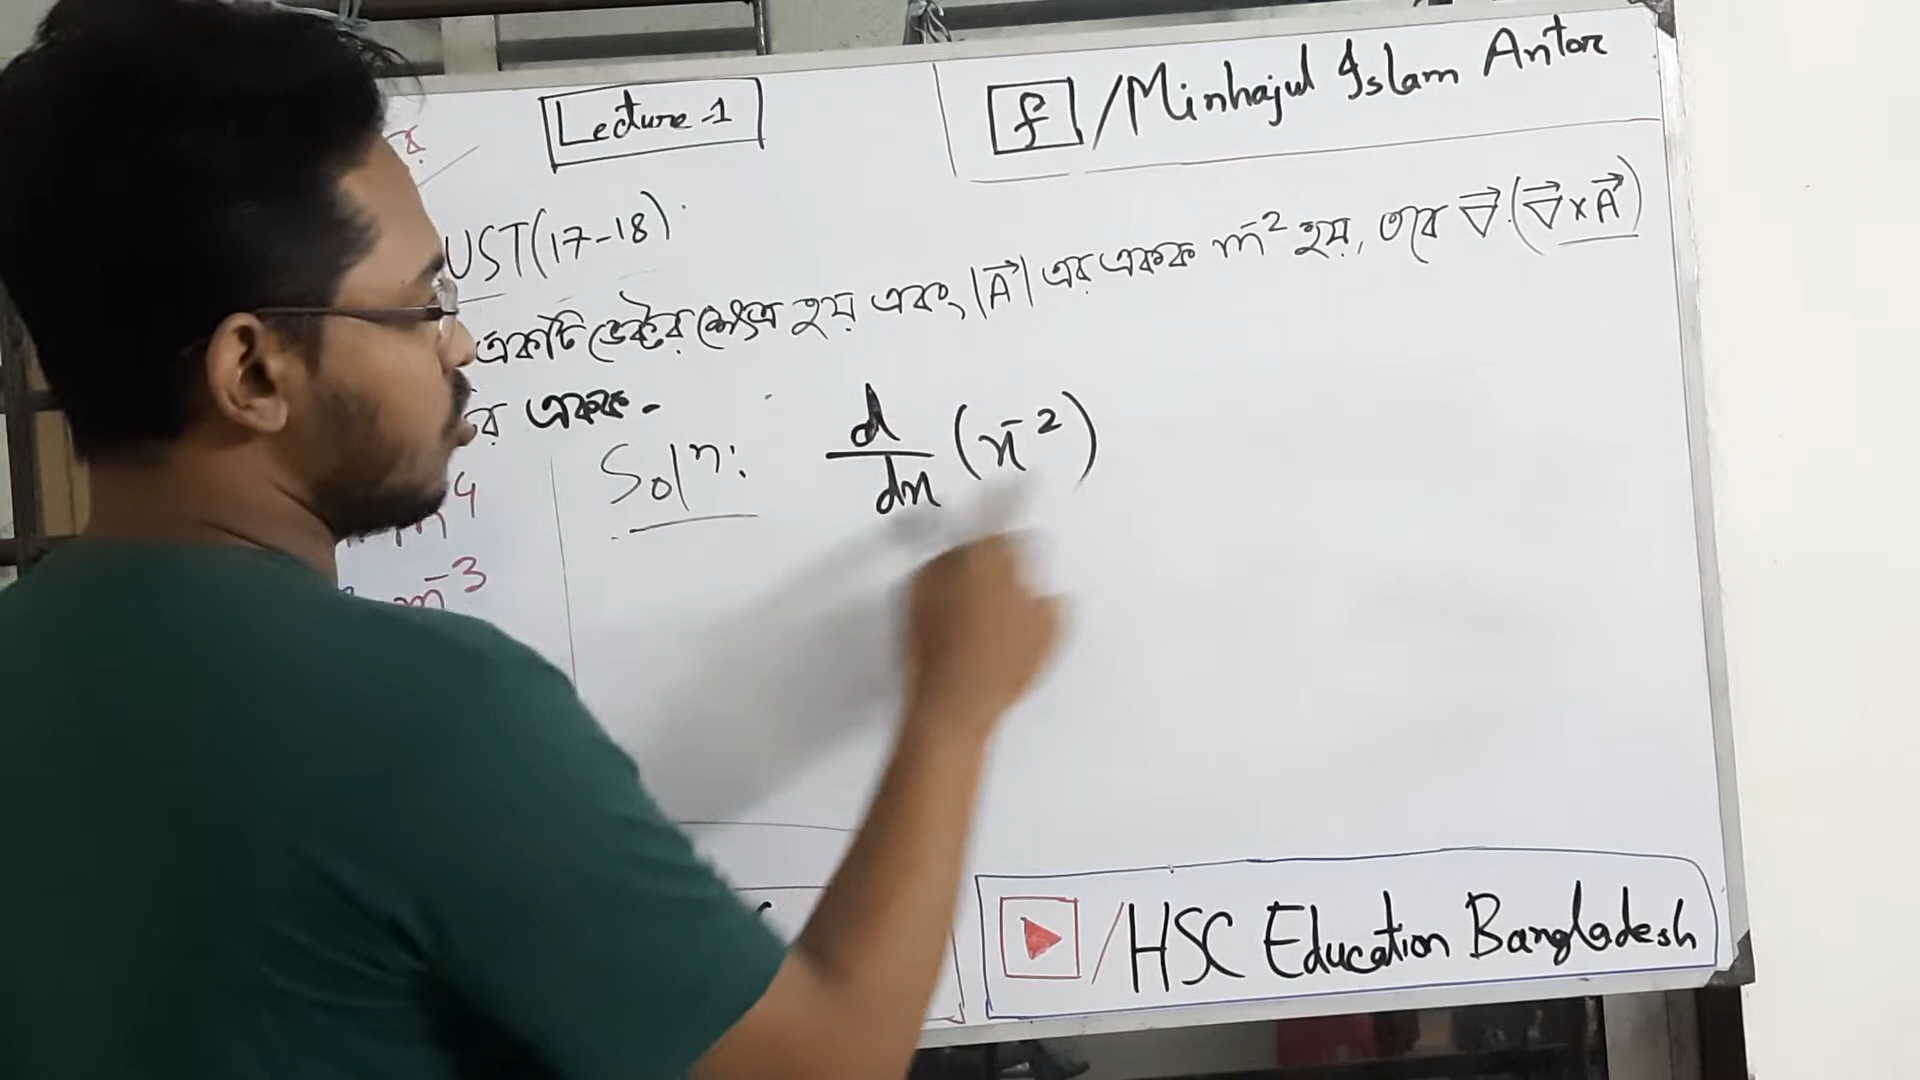 Lecture-1
f /Minhajul Islam Antor
UST(17-18)
একটি ভেক্টর ক্ষেত্র হয় এবং |A⃗| এর একক m⁻² হয়, তবে ∇⃗.(∇⃗×A⃗)
র একক-
Solⁿ: d/dx (x⁻²)
m⁻³
/HSC Education Bangladesh